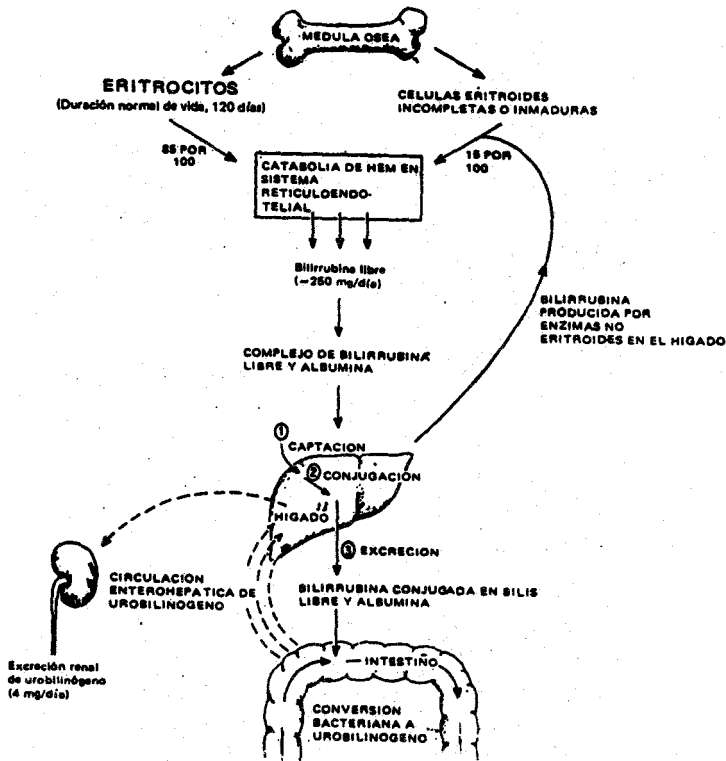 MEDULA OSEA
ERITROCITOS
(Duración normal de vida, 120 días)
CELULAS ERITROIDES
INCOMPLETAS O INMADURAS
85 POR
100
15 POR
100
CATABOLIA DE HEM EN
SISTEMA
RETICULOENDO-
TELIAL
Bilirrubina libre
(~250 mg/día)
BILIRRUBINA
PRODUCIDA POR
ENZIMAS NO
ERITROIDES EN EL HIGADO
COMPLEJO DE BILIRRUBINA
LIBRE Y ALBUMINA
① CAPTACION
② CONJUGACIÓN
HIGADO
③ EXCRECION
CIRCULACIÓN
ENTEROHEPATICA DE
UROBILINOGENO
BILIRRUBINA CONJUGADA EN BILIS
LIBRE Y ALBUMINA
Excreción renal
de urobilinógeno
(4 mg/día)
INTESTIÑO
CONVERSION
BACTERIANA A
UROBILINOGENO